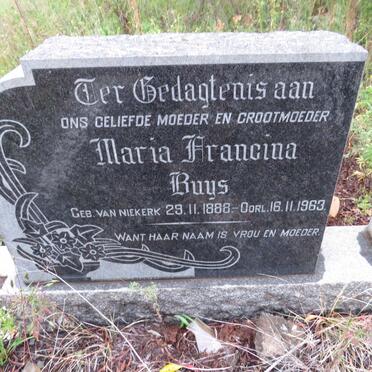 Ter Gedagtenis aan
ONS GELIEFDE MOEDER EN GROOTMOEDER
Maria Francina
Buys
GEB. VAN NIEKERK 29.11.1888 - OORL. 16.11.1963.
WANT HAAR NAAM IS VROU EN MOEDER.